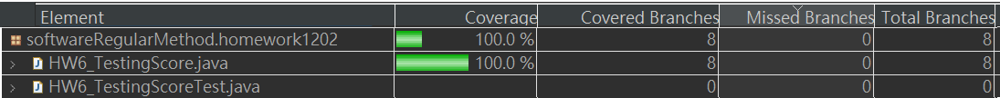 Element Coverage Covered Branches Missed Branches Total Branches
softwareRegularMethod.homework1202 100.0 % 8 0 8
HW6_TestingScore.java 100.0 % 8 0 8
HW6_TestingScoreTest.java 0 0 0